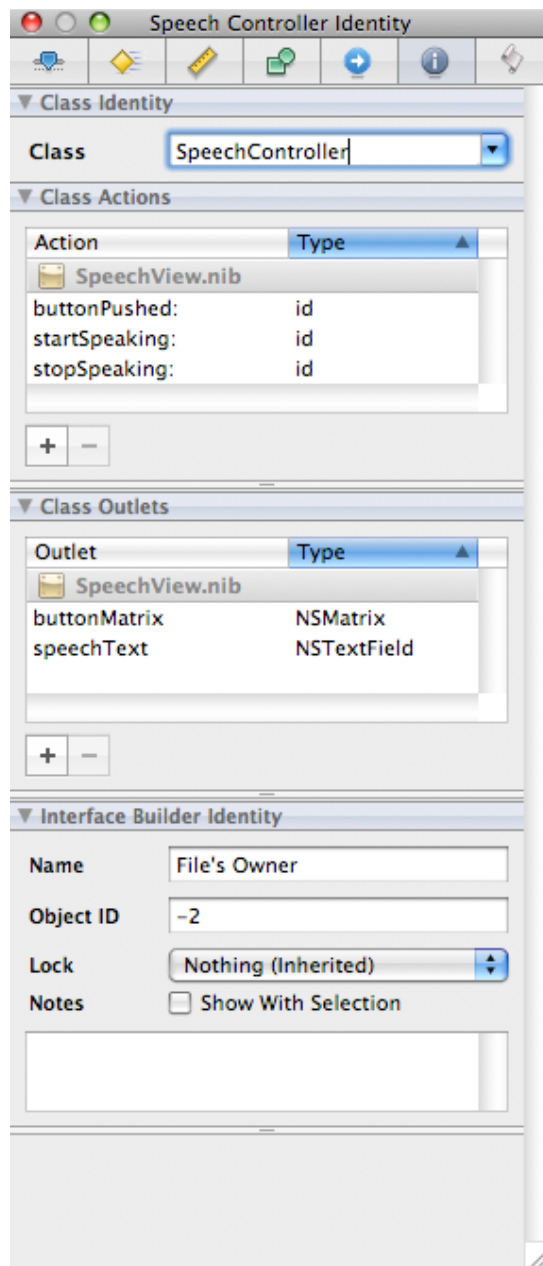 Speech Controller Identity
Class Identity
Class SpeechController
Class Actions
Action Type
SpeechView.nib
buttonPushed: id
startSpeaking: id
stopSpeaking: id
+ −
Class Outlets
Outlet Type
SpeechView.nib
buttonMatrix NSMatrix
speechText NSTextField
+ −
Interface Builder Identity
Name File's Owner
Object ID -2
Lock Nothing (Inherited)
Notes Show With Selection